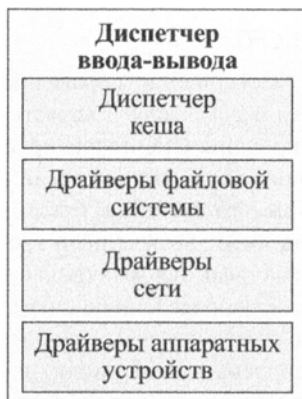 Диспетчер
ввода-вывода
Диспетчер
кеша
Драйверы файловой
системы
Драйверы
сети
Драйверы аппаратных
устройств